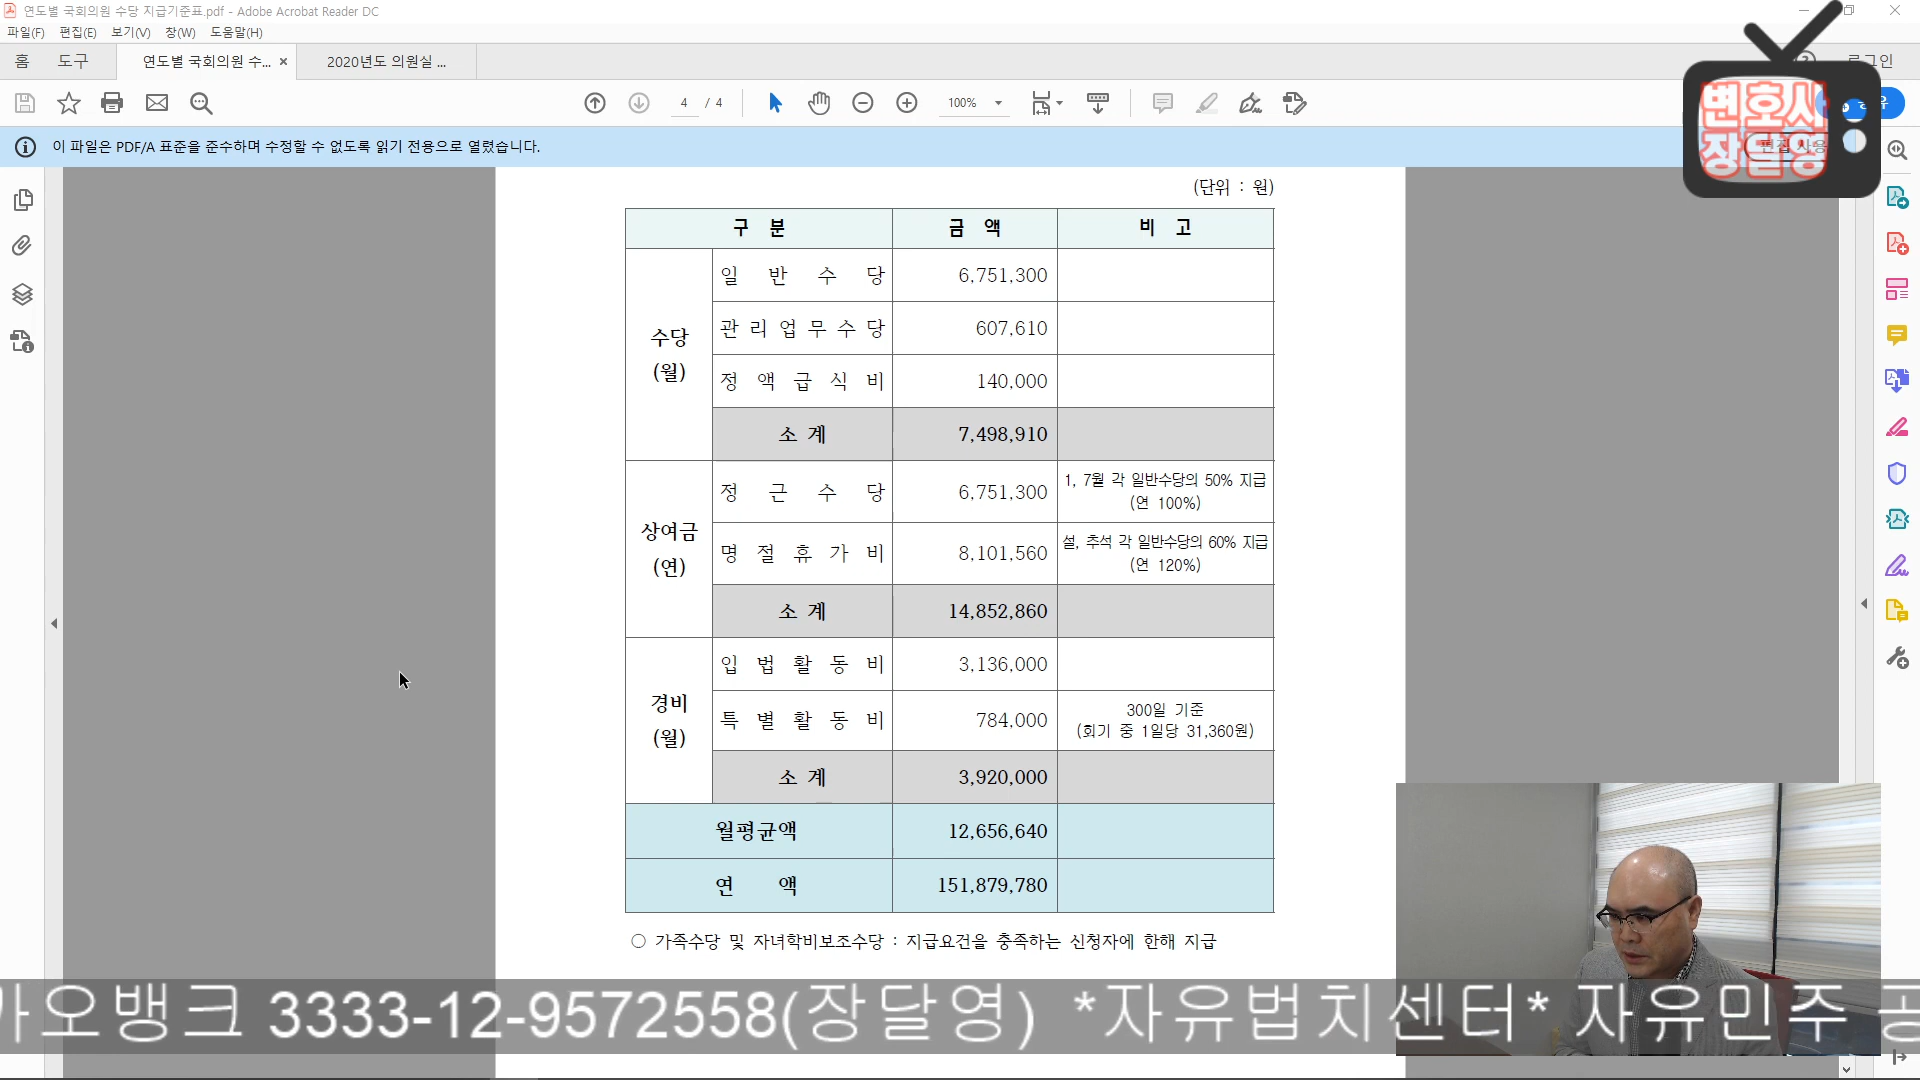 연도별 국회의원 수당 지급기준표.pdf - Adobe Acrobat Reader DC
파일(F) 편집(E) 보기(V) 창(W) 도움말(H)
홈 도구 연도별 국회의원 수... × 2020년도 의원실 ... 로그인
4 / 4 100%
변호사
장달영
이 파일은 PDF/A 표준을 준수하며 수정할 수 없도록 읽기 전용으로 열렸습니다.
(단위 : 원)
구 분 금 액 비 고
수당
(월)
일 반 수 당 6,751,300
관 리 업 무 수 당 607,610
정 액 급 식 비 140,000
소 계 7,498,910
상여금
(연)
정 근 수 당 6,751,300 1, 7월 각 일반수당의 50% 지급
(연 100%)
명 절 휴 가 비 8,101,560 설, 추석 각 일반수당의 60% 지급
(연 120%)
소 계 14,852,860
경비
(월)
입 법 활 동 비 3,136,000
특 별 활 동 비 784,000 300일 기준
(회기 중 1일당 31,360원)
소 계 3,920,000
월평균액 12,656,640
연 액 151,879,780
○ 가족수당 및 자녀학비보조수당 : 지급요건을 충족하는 신청자에 한해 지급
카오뱅크 3333-12-9572558(장달영) *자유법치센터* 자유민주 공